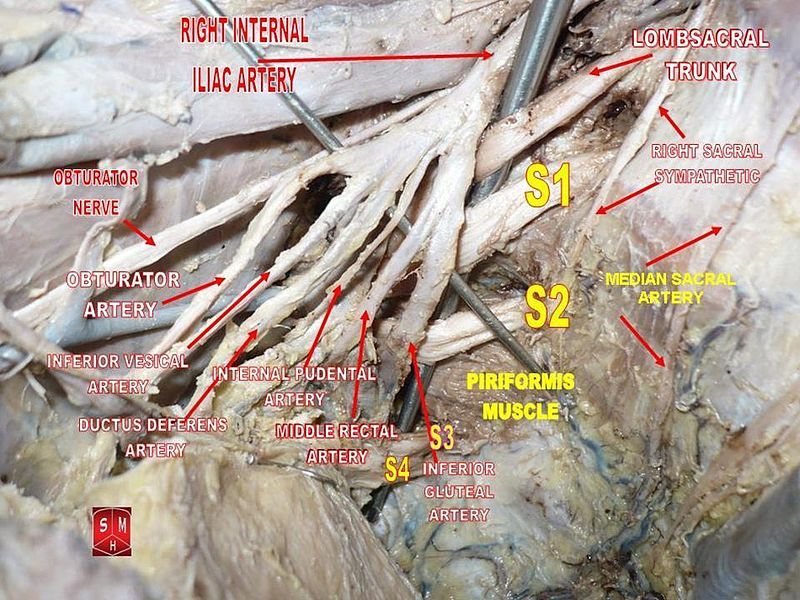 RIGHT INTERNAL
ILIAC ARTERY
LOMBSACRAL
TRUNK
RIGHT SACRAL
SYMPATHETIC
S1
OBTURATOR
NERVE
OBTURATOR
ARTERY
MEDIAN SACRAL
ARTERY
S2
INFERIOR VESICAL
ARTERY
INTERNAL PUDENTAL
ARTERY
PIRIFORMIS
MUSCLE
DUCTUS DEFERENS
ARTERY
MIDDLE RECTAL
ARTERY
S3
S4
INFERIOR
GLUTEAL
ARTERY
S M
H